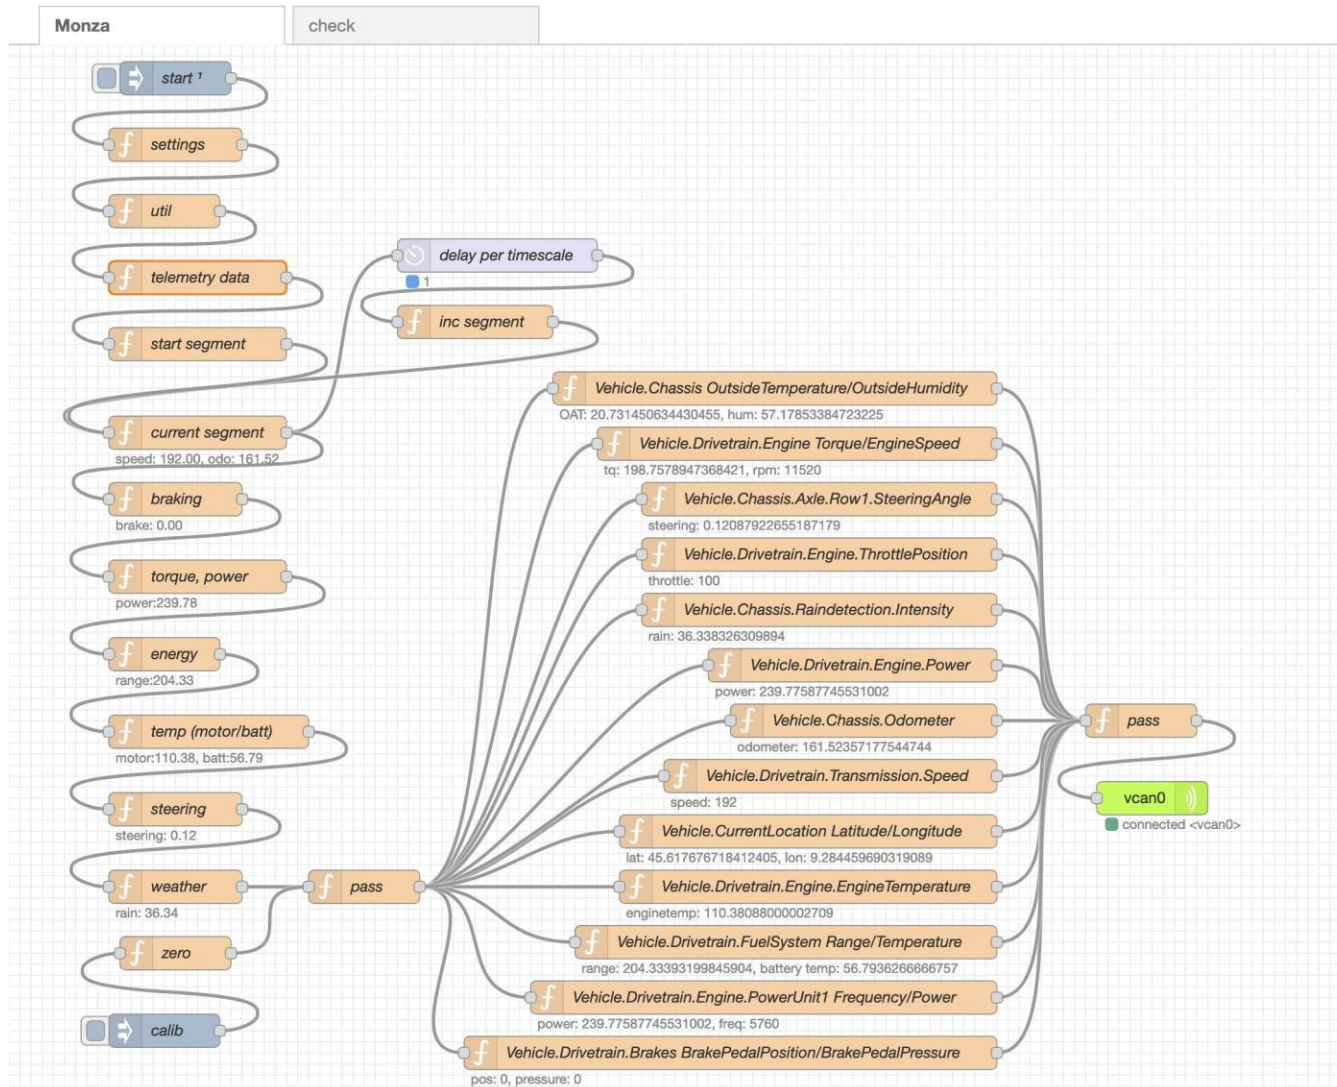 Monza
check
start ¹
settings
util
telemetry data
start segment
current segment
speed: 192.00, odo: 161.52
braking
brake: 0.00
torque, power
power:239.78
energy
range:204.33
temp (motor/batt)
motor:110.38, batt:56.79
steering
steering: 0.12
weather
rain: 36.34
zero
calib
delay per timescale
1
inc segment
pass
Vehicle.Chassis OutsideTemperature/OutsideHumidity
OAT: 20.731450634430455, hum: 57.17853384723225
Vehicle.Drivetrain.Engine Torque/EngineSpeed
tq: 198.7578947368421, rpm: 11520
Vehicle.Chassis.Axle.Row1.SteeringAngle
steering: 0.12087922655187179
Vehicle.Drivetrain.Engine.ThrottlePosition
throttle: 100
Vehicle.Chassis.Raindetection.Intensity
rain: 36.338326309894
Vehicle.Drivetrain.Engine.Power
power: 239.77587745531002
Vehicle.Chassis.Odometer
odometer: 161.52357177544744
Vehicle.Drivetrain.Transmission.Speed
speed: 192
Vehicle.CurrentLocation Latitude/Longitude
lat: 45.617676718412405, lon: 9.284459690319089
Vehicle.Drivetrain.Engine.EngineTemperature
enginetemp: 110.38088000002709
Vehicle.Drivetrain.FuelSystem Range/Temperature
range: 204.33393199845904, battery temp: 56.7936266666757
Vehicle.Drivetrain.Engine.PowerUnit1 Frequency/Power
power: 239.77587745531002, freq: 5760
Vehicle.Drivetrain.Brakes BrakePedalPosition/BrakePedalPressure
pos: 0, pressure: 0
pass
vcan0
connected <vcan0>